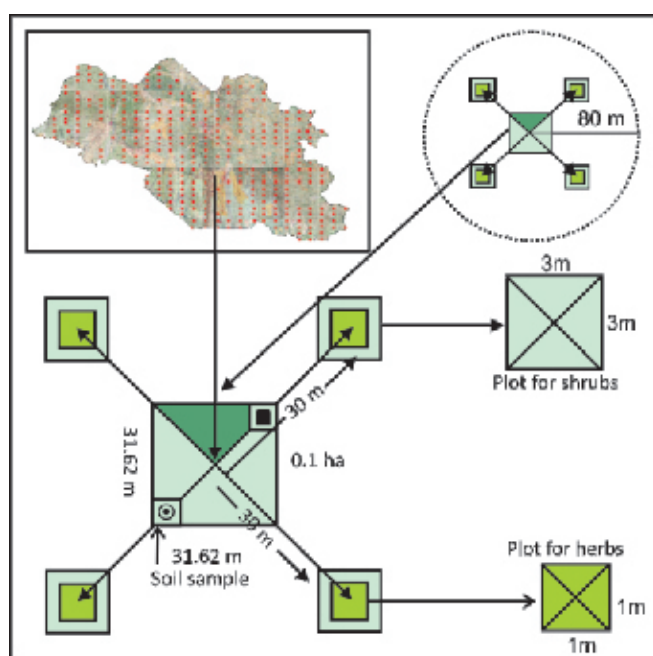 80 m
3m
3m
Plot for shrubs
30 m
31.62 m
0.1 ha
30 m
31.62 m
Soil sample
Plot for herbs
1m
1m